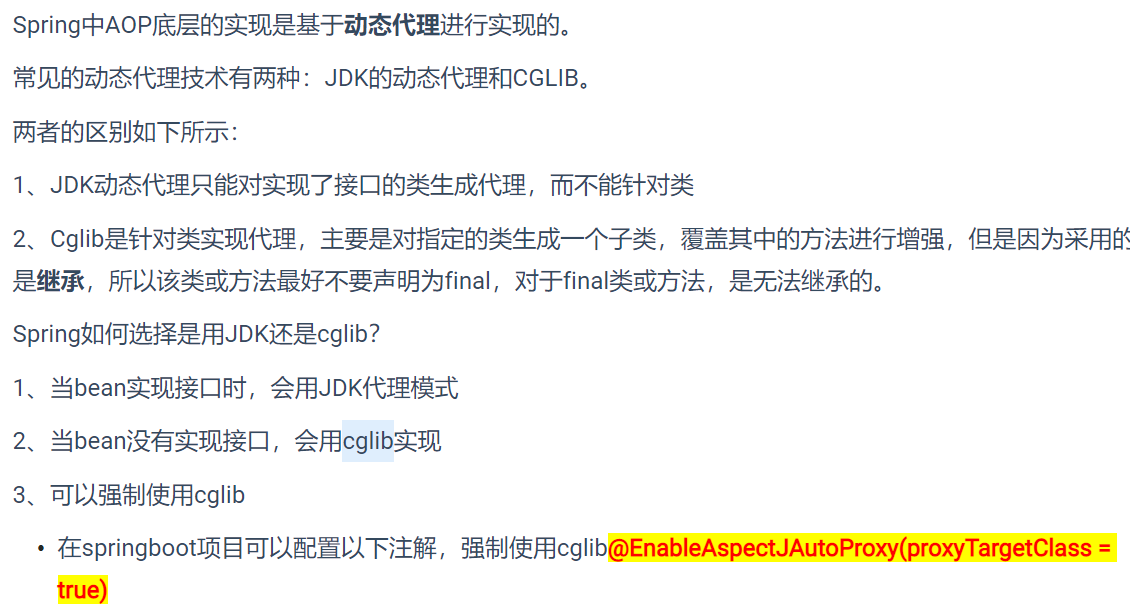 Spring中AOP底层的实现是基于动态代理进行实现的。
常见的动态代理技术有两种：JDK的动态代理和CGLIB。
两者的区别如下所示：
1、JDK动态代理只能对实现了接口的类生成代理，而不能针对类
2、Cglib是针对类实现代理，主要是对指定的类生成一个子类，覆盖其中的方法进行增强，但是因为采用的
是继承，所以该类或方法最好不要声明为final，对于final类或方法，是无法继承的。
Spring如何选择是用JDK还是cglib？
1、当bean实现接口时，会用JDK代理模式
2、当bean没有实现接口，会用cglib实现
3、可以强制使用cglib
• 在springboot项目可以配置以下注解，强制使用cglib@EnableAspectJAutoProxy(proxyTargetClass =
true)